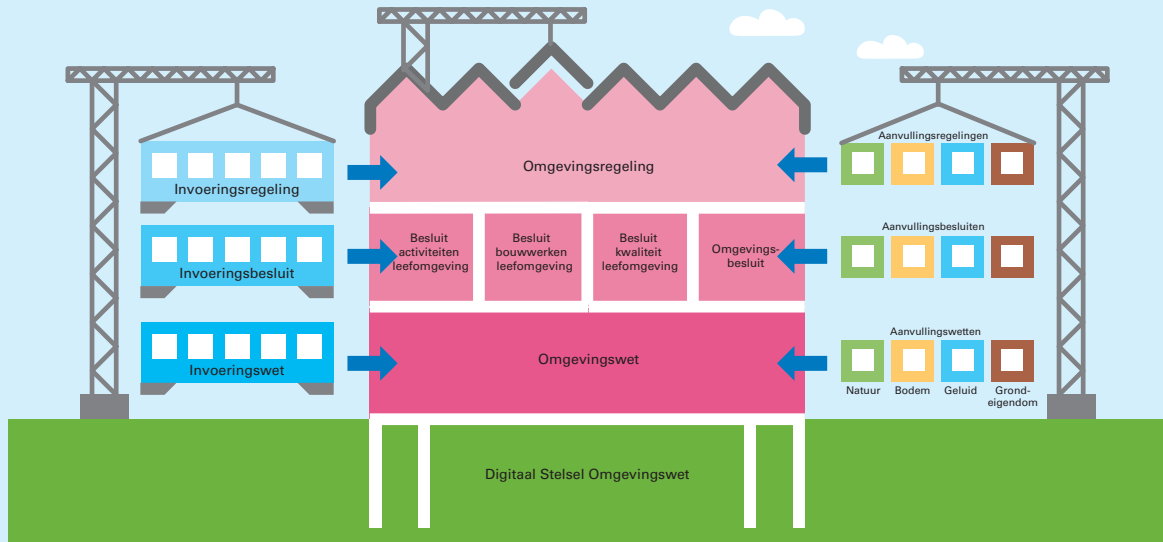 Aanvullingsregelingen
Omgevingsregeling
Invoeringsregeling
Aanvullingsbesluiten
Besluit
activiteiten
leefomgeving
Besluit
bouwwerken
leefomgeving
Besluit
kwaliteit
leefomgeving
Omgevings-
besluit
Invoeringsbesluit
Aanvullingswetten
Omgevingswet
Invoeringswet
Natuur
Bodem
Geluid
Grond-
eigendom
Digitaal Stelsel Omgevingswet